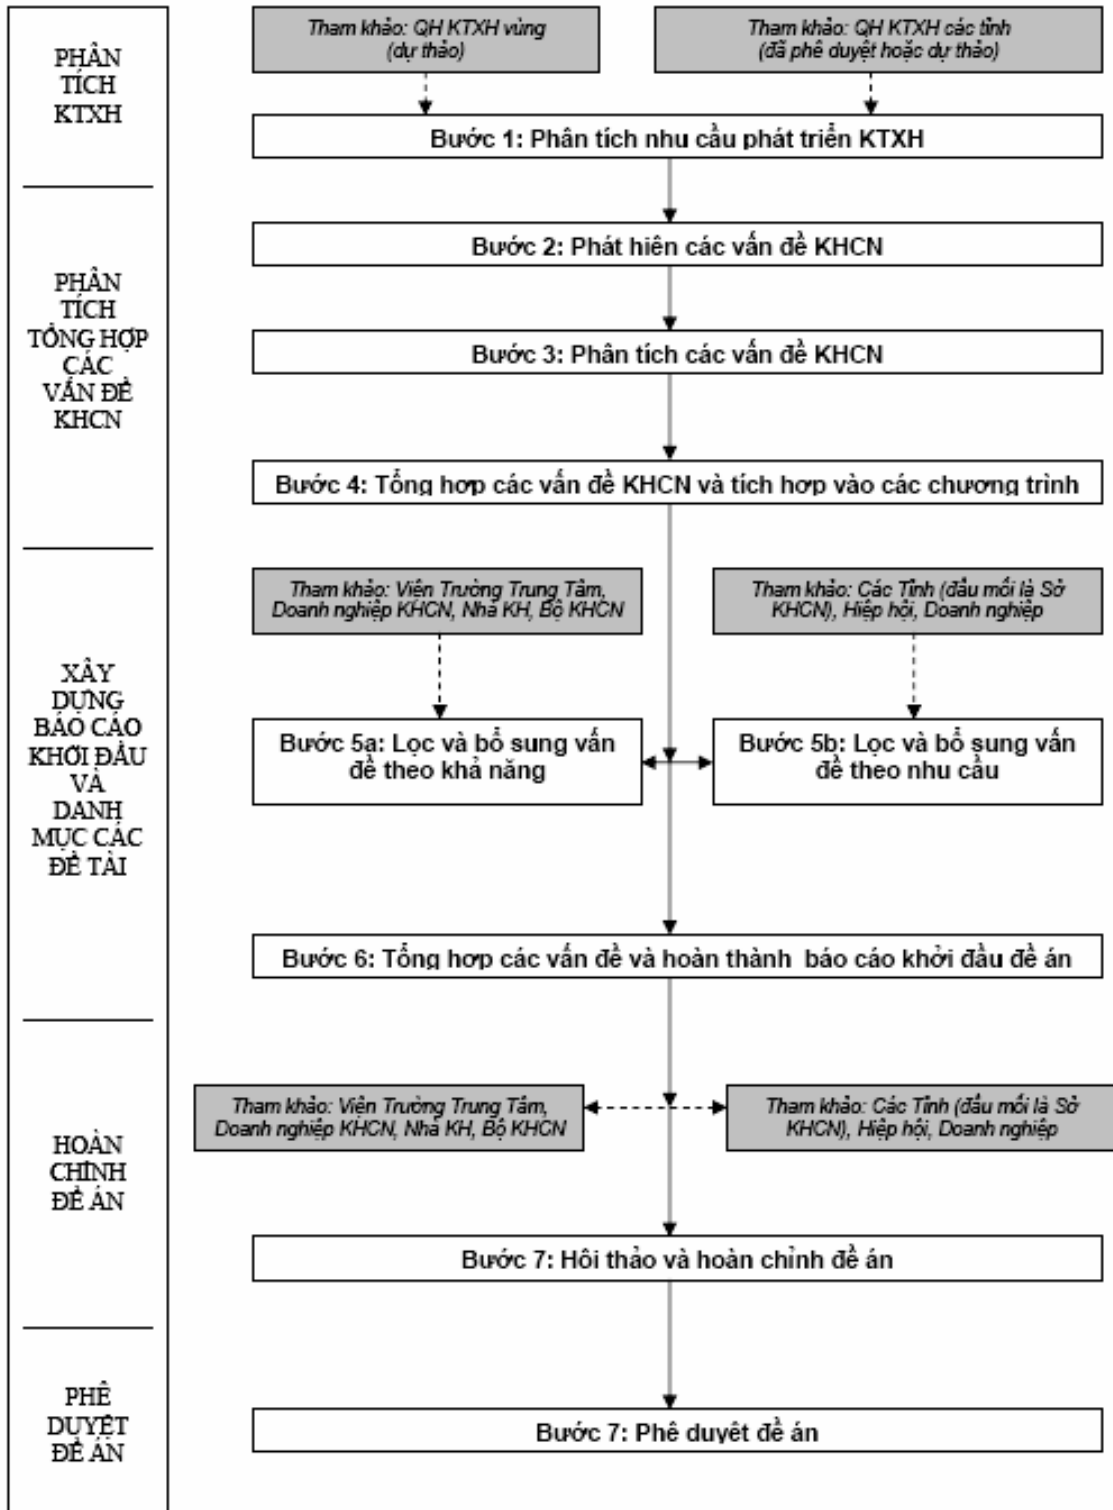 PHÂN
TÍCH
KTXH
Tham khảo: QH KTXH vùng
(dự thảo)
Tham khảo: QH KTXH các tỉnh
(đã phê duyệt hoặc dự thảo)
Bước 1: Phân tích nhu cầu phát triển KTXH
PHÂN
TÍCH
TỔNG HỢP
CÁC
VẤN ĐỀ
KHCN
Bước 2: Phát hiên các vấn đề KHCN
Bước 3: Phân tích các vấn đề KHCN
Bước 4: Tổng hơp các vấn đề KHCN và tích hơp vào các chương trình
XÂY
DỰNG
BÁO CÁO
KHỞI ĐẦU
VÀ
DANH
MỤC CÁC
ĐỀ TÀI
Tham khảo: Viện Trường Trung Tâm,
Doanh nghiệp KHCN, Nhà KH, Bộ KHCN
Tham khảo: Các Tỉnh (đầu mối là Sở
KHCN), Hiệp hội, Doanh nghiệp
Bước 5a: Lọc và bổ sung vấn
đề theo khả năng
Bước 5b: Lọc và bổ sung vấn
đề theo nhu cầu
Bước 6: Tổng hơp các vấn đề và hoàn thành báo cáo khởi đầu đề án
HOÀN
CHỈNH
ĐỀ ÁN
Tham khảo: Viện Trường Trung Tâm,
Doanh nghiệp KHCN, Nhà KH, Bộ KHCN
Tham khảo: Các Tỉnh (đầu mối là Sở
KHCN), Hiệp hội, Doanh nghiệp
Bước 7: Hôi thảo và hoàn chỉnh đề án
PHÊ
DUYỆT
ĐỀ ÁN
Bước 7: Phê duyêt đề án